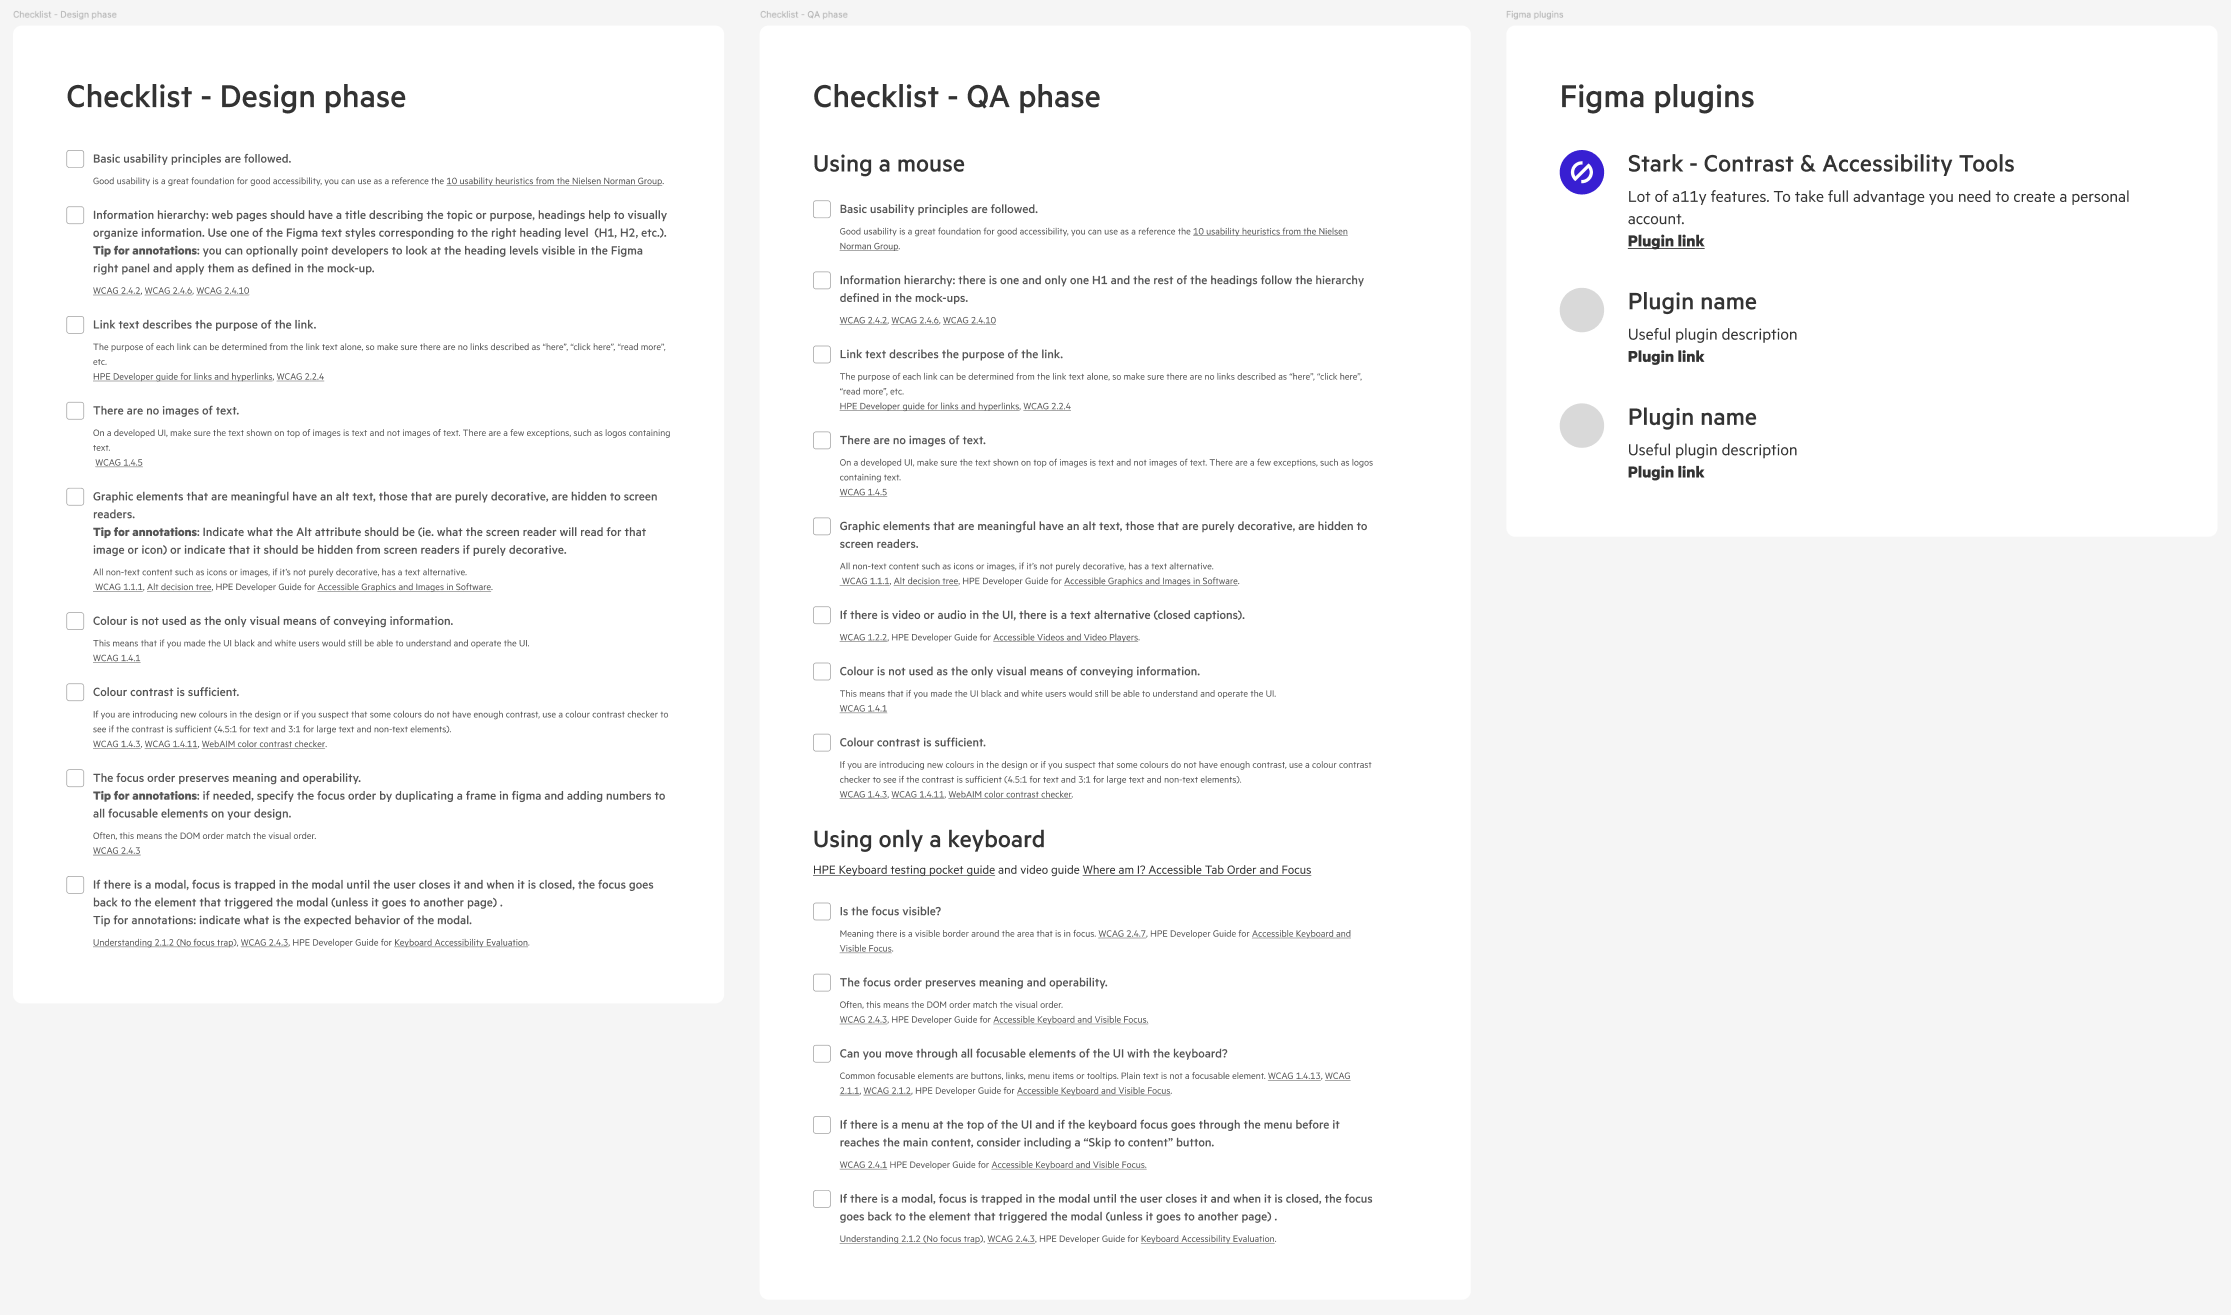 Checklist - Design phase
Checklist - Design phase
Basic usability principles are followed.
Good usability is a great foundation for good accessibility, you can use as a reference the 10 usability heuristics from the Nielsen Norman Group.
Information hierarchy: web pages should have a title describing the topic or purpose, headings help to visually
organize information. Use one of the Figma text styles corresponding to the right heading level (H1, H2, etc.).
Tip for annotations: you can optionally point developers to look at the heading levels visible in the Figma
right panel and apply them as defined in the mock-up.
WCAG 2.4.2, WCAG 2.4.6, WCAG 2.4.10
Link text describes the purpose of the link.
The purpose of each link can be determined from the link text alone, so make sure there are no links described as “here”, “click here”, “read more”,
etc.
HPE Developer guide for links and hyperlinks, WCAG 2.2.4
There are no images of text.
On a developed UI, make sure the text shown on top of images is text and not images of text. There are a few exceptions, such as logos containing
text.
WCAG 1.4.5
Graphic elements that are meaningful have an alt text, those that are purely decorative, are hidden to screen
readers.
Tip for annotations: Indicate what the Alt attribute should be (ie. what the screen reader will read for that
image or icon) or indicate that it should be hidden from screen readers if purely decorative.
All non-text content such as icons or images, if it’s not purely decorative, has a text alternative.
WCAG 1.1.1, Alt decision tree, HPE Developer Guide for Accessible Graphics and Images in Software.
Colour is not used as the only visual means of conveying information.
This means that if you made the UI black and white users would still be able to understand and operate the UI.
WCAG 1.4.1
Colour contrast is sufficient.
If you are introducing new colours in the design or if you suspect that some colours do not have enough contrast, use a colour contrast checker to
see if the contrast is sufficient (4.5:1 for text and 3:1 for large text and non-text elements).
WCAG 1.4.3, WCAG 1.4.11, WebAIM color contrast checker.
The focus order preserves meaning and operability.
Tip for annotations: if needed, specify the focus order by duplicating a frame in figma and adding numbers to
all focusable elements on your design.
Often, this means the DOM order match the visual order.
WCAG 2.4.3
If there is a modal, focus is trapped in the modal until the user closes it and when it is closed, the focus goes
back to the element that triggered the modal (unless it goes to another page) .
Tip for annotations: indicate what is the expected behavior of the modal.
Understanding 2.1.2 (No focus trap), WCAG 2.4.3, HPE Developer Guide for Keyboard Accessibility Evaluation.
Checklist - QA phase
Checklist - QA phase
Using a mouse
Basic usability principles are followed.
Good usability is a great foundation for good accessibility, you can use as a reference the 10 usability heuristics from the Nielsen
Norman Group.
Information hierarchy: there is one and only one H1 and the rest of the headings follow the hierarchy
defined in the mock-ups.
WCAG 2.4.2, WCAG 2.4.6, WCAG 2.4.10
Link text describes the purpose of the link.
The purpose of each link can be determined from the link text alone, so make sure there are no links described as “here”, “click here”,
“read more”, etc.
HPE Developer guide for links and hyperlinks, WCAG 2.2.4
There are no images of text.
On a developed UI, make sure the text shown on top of images is text and not images of text. There are a few exceptions, such as logos
containing text.
WCAG 1.4.5
Graphic elements that are meaningful have an alt text, those that are purely decorative, are hidden to
screen readers.
All non-text content such as icons or images, if it’s not purely decorative, has a text alternative.
WCAG 1.1.1, Alt decision tree, HPE Developer Guide for Accessible Graphics and Images in Software.
If there is video or audio in the UI, there is a text alternative (closed captions).
WCAG 1.2.2, HPE Developer Guide for Accessible Videos and Video Players.
Colour is not used as the only visual means of conveying information.
This means that if you made the UI black and white users would still be able to understand and operate the UI.
WCAG 1.4.1
Colour contrast is sufficient.
If you are introducing new colours in the design or if you suspect that some colours do not have enough contrast, use a colour contrast
checker to see if the contrast is sufficient (4.5:1 for text and 3:1 for large text and non-text elements).
WCAG 1.4.3, WCAG 1.4.11, WebAIM color contrast checker.
Using only a keyboard
HPE Keyboard testing pocket guide and video guide Where am I? Accessible Tab Order and Focus
Is the focus visible?
Meaning there is a visible border around the area that is in focus. WCAG 2.4.7, HPE Developer Guide for Accessible Keyboard and
Visible Focus.
The focus order preserves meaning and operability.
Often, this means the DOM order match the visual order.
WCAG 2.4.3, HPE Developer Guide for Accessible Keyboard and Visible Focus.
Can you move through all focusable elements of the UI with the keyboard?
Common focusable elements are buttons, links, menu items or tooltips. Plain text is not a focusable element. WCAG 1.4.13, WCAG
2.1.1, WCAG 2.1.2, HPE Developer Guide for Accessible Keyboard and Visible Focus.
If there is a menu at the top of the UI and if the keyboard focus goes through the menu before it
reaches the main content, consider including a “Skip to content” button.
WCAG 2.4.1 HPE Developer Guide for Accessible Keyboard and Visible Focus.
If there is a modal, focus is trapped in the modal until the user closes it and when it is closed, the focus
goes back to the element that triggered the modal (unless it goes to another page) .
Understanding 2.1.2 (No focus trap), WCAG 2.4.3, HPE Developer Guide for Keyboard Accessibility Evaluation.
Figma plugins
Figma plugins
Stark - Contrast & Accessibility Tools
Lot of a11y features. To take full advantage you need to create a personal
account.
Plugin link
Plugin name
Useful plugin description
Plugin link
Plugin name
Useful plugin description
Plugin link